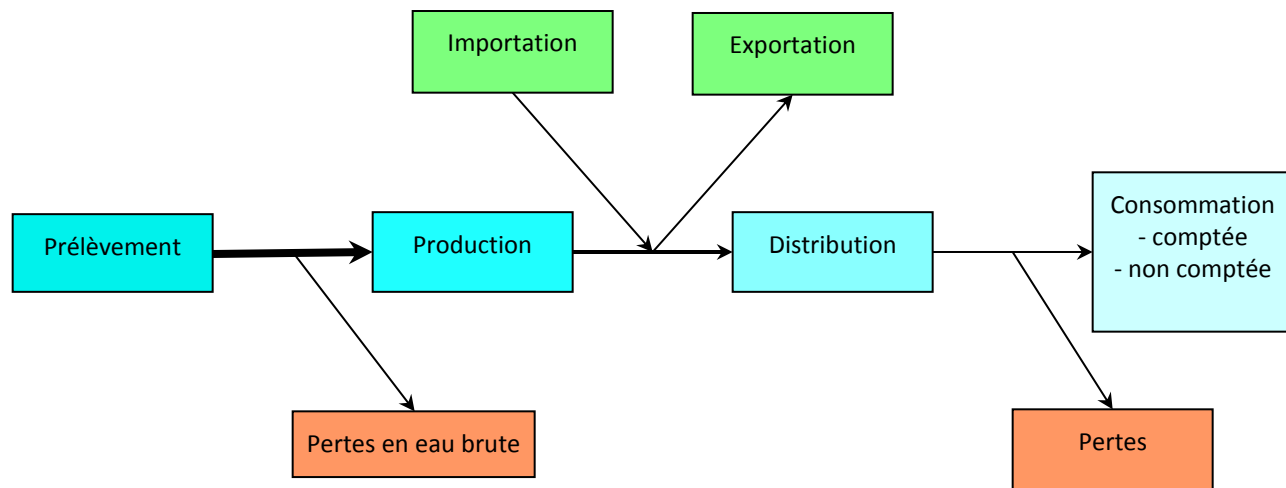 Importation
Exportation
Prélèvement
Production
Distribution
Consommation
- comptée
- non comptée
Pertes en eau brute
Pertes